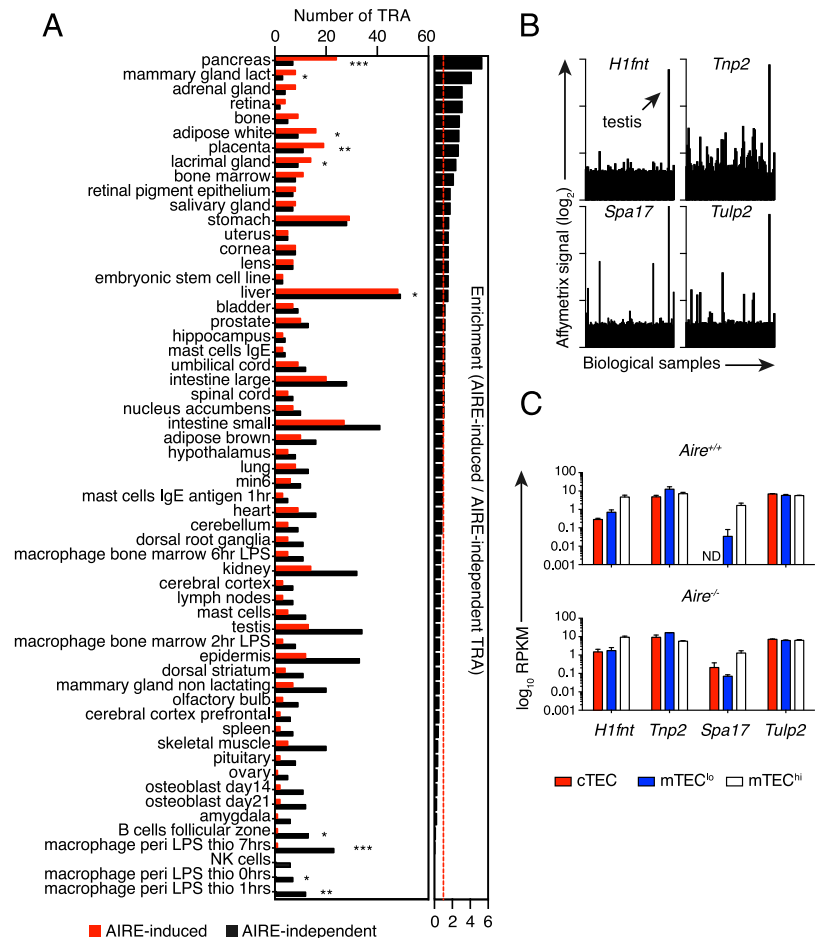 A
Number of TRA
0 20 40 60
pancreas ***
mammary gland lact *
adrenal gland
retina
bone
adipose white *
placenta **
lacrimal gland *
bone marrow
retinal pigment epithelium
salivary gland
stomach
uterus
cornea
lens
embryonic stem cell line
liver *
bladder
prostate
hippocampus
mast cells IgE
umbilical cord
intestine large
spinal cord
nucleus accumbens
intestine small
adipose brown
hypothalamus
lung
min6
mast cells IgE antigen 1hr
heart
cerebellum
dorsal root ganglia
macrophage bone marrow 6hr LPS
kidney
cerebral cortex
lymph nodes
mast cells
testis
macrophage bone marrow 2hr LPS
epidermis
dorsal striatum
mammary gland non lactating
olfactory bulb
cerebral cortex prefrontal
spleen
skeletal muscle
pituitary
ovary
osteoblast day14
osteoblast day21
amygdala
B cells follicular zone *
macrophage peri LPS thio 7hrs ***
NK cells
macrophage peri LPS thio 0hrs *
macrophage peri LPS thio 1hrs **
Enrichment (AIRE-induced / AIRE-independent TRA)
0 2 4 6
AIRE-induced AIRE-independent
B
H1fnt Tnp2
testis
Spa17 Tulp2
Affymetrix signal (log2)
Biological samples
C
Aire+/+
100
10
1
0.1
0.01
0.001
ND
Aire-/-
100
10
1
0.1
0.01
0.001
log10 RPKM
H1fnt Tnp2 Spa17 Tulp2
cTEC mTEClo mTEChi